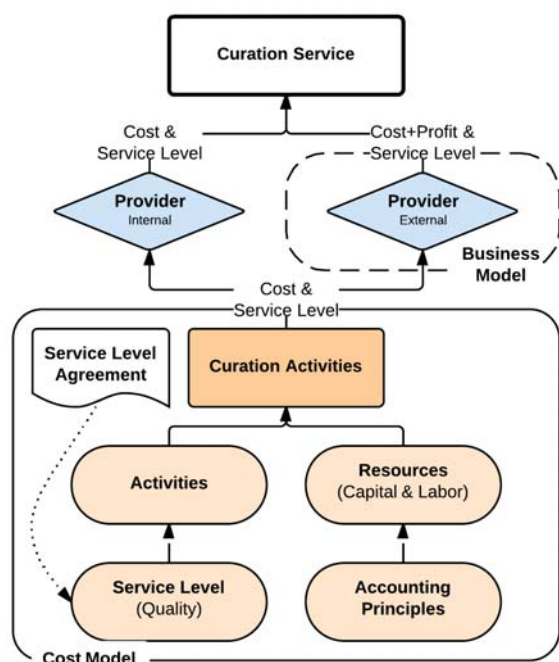 Curation Service
Cost &
Service Level
Cost+Profit &
Service Level
Provider
Internal
Provider
External
Business
Model
Cost &
Service Level
Service Level
Agreement
Curation Activities
Activities
Resources
(Capital & Labor)
Service Level
(Quality)
Accounting
Principles
Cost Model